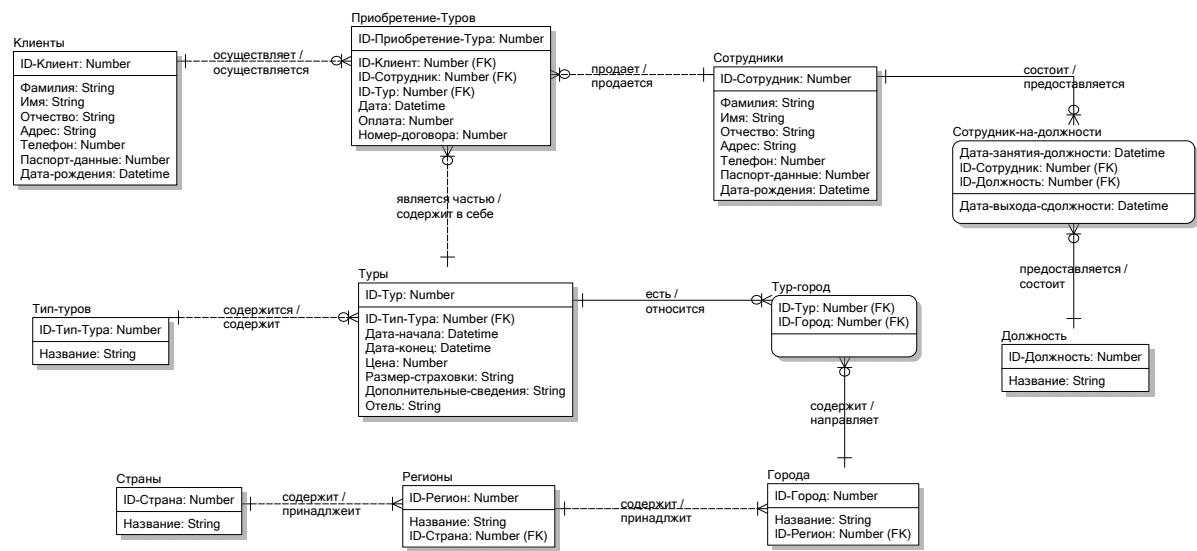 Приобретение-Туров
ID-Приобретение-Тура: Number
ID-Клиент: Number (FK)
ID-Сотрудник: Number (FK)
ID-Тур: Number (FK)
Дата: Datetime
Оплата: Number
Номер-договора: Number
Клиенты
ID-Клиент: Number
Фамилия: String
Имя: String
Отчество: String
Адрес: String
Телефон: Number
Паспорт-данные: Number
Дата-рождения: Datetime
осуществляет /
осуществляется
продает /
продается
Сотрудники
ID-Сотрудник: Number
Фамилия: String
Имя: String
Отчество: String
Адрес: String
Телефон: Number
Паспорт-данные: Number
Дата-рождения: Datetime
состоит /
предоставляется
Сотрудник-на-должности
Дата-занятия-должности: Datetime
ID-Сотрудник: Number (FK)
ID-Должность: Number (FK)
Дата-выхода-сдолжности: Datetime
является частью /
содержит в себе
предоставляется /
состоит
Тип-туров
ID-Тип-Тура: Number
Название: String
содержится /
содержит
Туры
ID-Тур: Number
ID-Тип-Тура: Number (FK)
Дата-начала: Datetime
Дата-конец: Datetime
Цена: Number
Размер-страховки: String
Дополнительные-сведения: String
Отель: String
есть /
относится
Тур-город
ID-Тур: Number (FK)
ID-Город: Number (FK)
Должность
ID-Должность: Number
Название: String
содержит /
направляет
Страны
ID-Страна: Number
Название: String
содержит /
принадлжеит
Регионы
ID-Регион: Number
Название: String
ID-Страна: Number (FK)
содержит /
принадлжит
Города
ID-Город: Number
Название: String
ID-Регион: Number (FK)